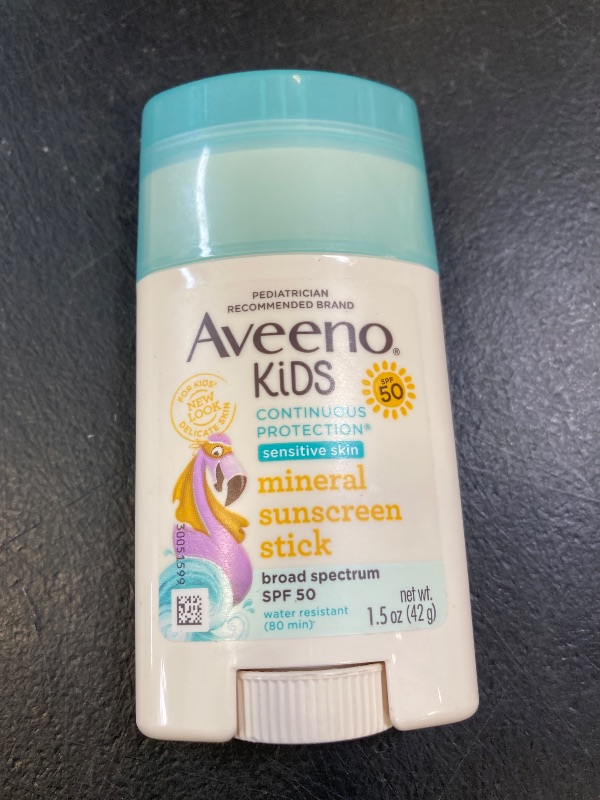 PEDIATRICIAN
RECOMMENDED BRAND
Aveeno®
KiDS
SPF
50
FOR KIDS'
NEW
LOOK
DELICATE SKIN
CONTINUOUS
PROTECTION®
sensitive skin
mineral
sunscreen
stick
30051599
broad spectrum
SPF 50
water resistant
(80 min)
net wt.
1.5 oz (42 g)